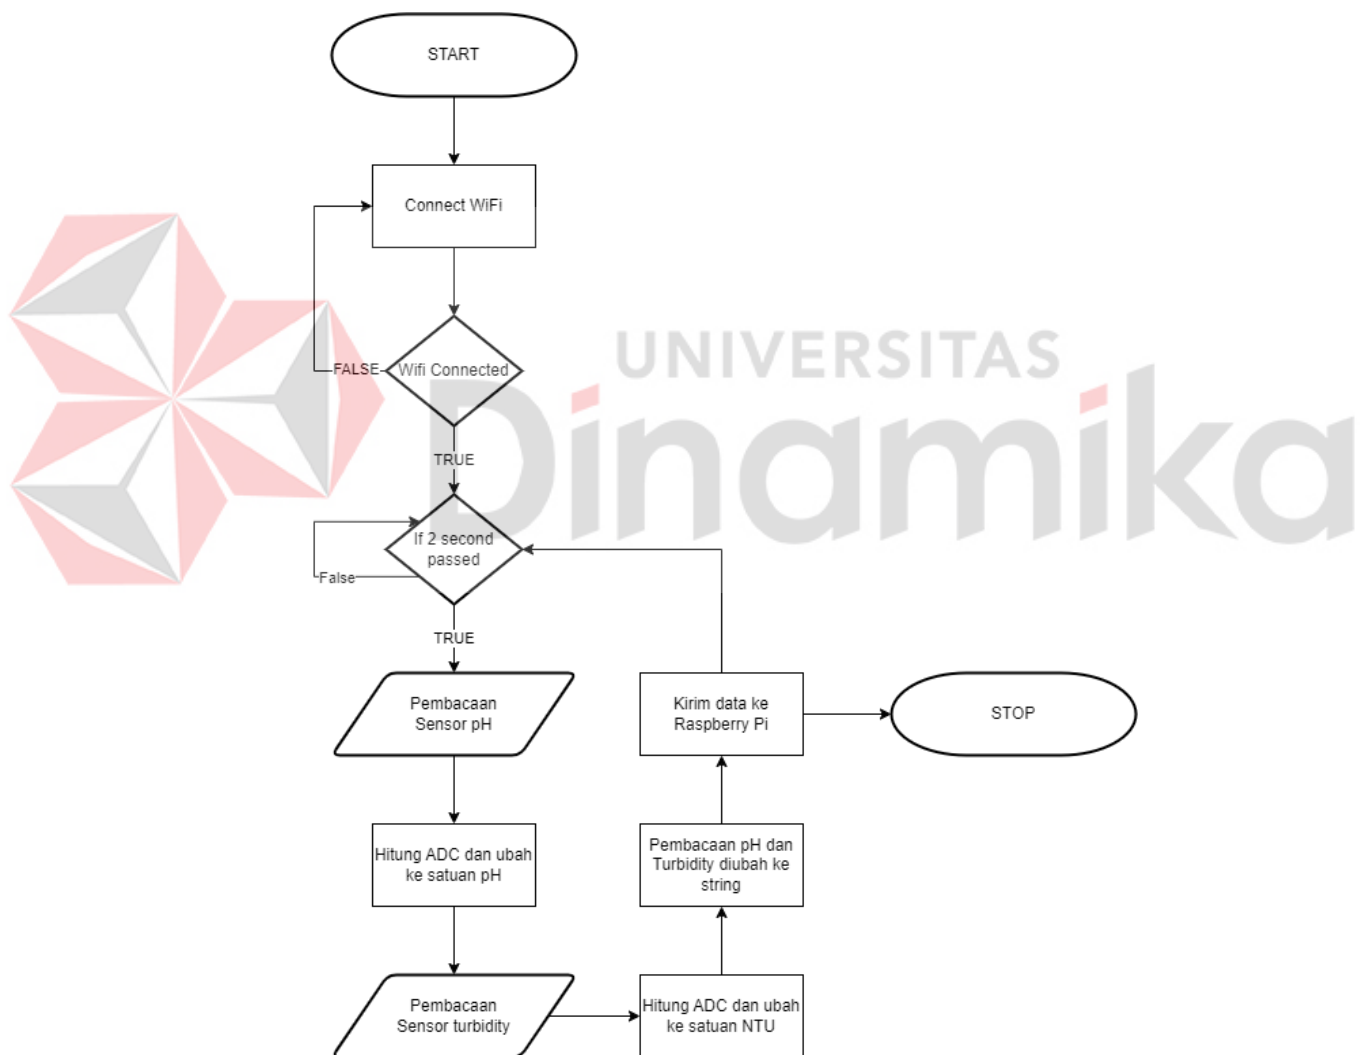 START
Connect WiFi
UNIVERSITAS
Dinamika
FALSE
Wifi Connected
TRUE
If 2 second
passed
False
TRUE
Pembacaan
Sensor pH
Kirim data ke
Raspberry Pi
STOP
Hitung ADC dan ubah
ke satuan pH
Pembacaan pH dan
Turbidity diubah ke
string
Pembacaan
Sensor turbidity
Hitung ADC dan ubah
ke satuan NTU